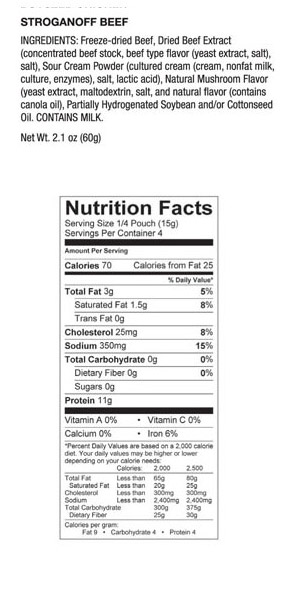 STROGANOFF BEEF
INGREDIENTS: Freeze-dried Beef, Dried Beef Extract
(concentrated beef stock, beef type flavor (yeast extract, salt),
salt), Sour Cream Powder (cultured cream (cream, nonfat milk,
culture, enzymes), salt, lactic acid), Natural Mushroom Flavor
(yeast extract, maltodextrin, salt, and natural flavor (contains
canola oil), Partially Hydrogenated Soybean and/or Cottonseed
Oil. CONTAINS MILK.
Net Wt. 2.1 oz (60g)
Nutrition Facts
Serving Size 1/4 Pouch (15g)
Servings Per Container 4
Amount Per Serving
Calories 70 Calories from Fat 25
% Daily Value*
Total Fat 3g 5%
Saturated Fat 1.5g 8%
Trans Fat 0g
Cholesterol 25mg 8%
Sodium 350mg 15%
Total Carbohydrate 0g 0%
Dietary Fiber 0g 0%
Sugars 0g
Protein 11g
Vitamin A 0% • Vitamin C 0%
Calcium 0% • Iron 6%
*Percent Daily Values are based on a 2,000 calorie
diet. Your daily values may be higher or lower
depending on your calorie needs:
Calories: 2,000 2,500
Total Fat Less than 65g 80g
Saturated Fat Less than 20g 25g
Cholesterol Less than 300mg 300mg
Sodium Less than 2,400mg 2,400mg
Total Carbohydrate 300g 375g
Dietary Fiber 25g 30g
Calories per gram:
Fat 9 • Carbohydrate 4 • Protein 4